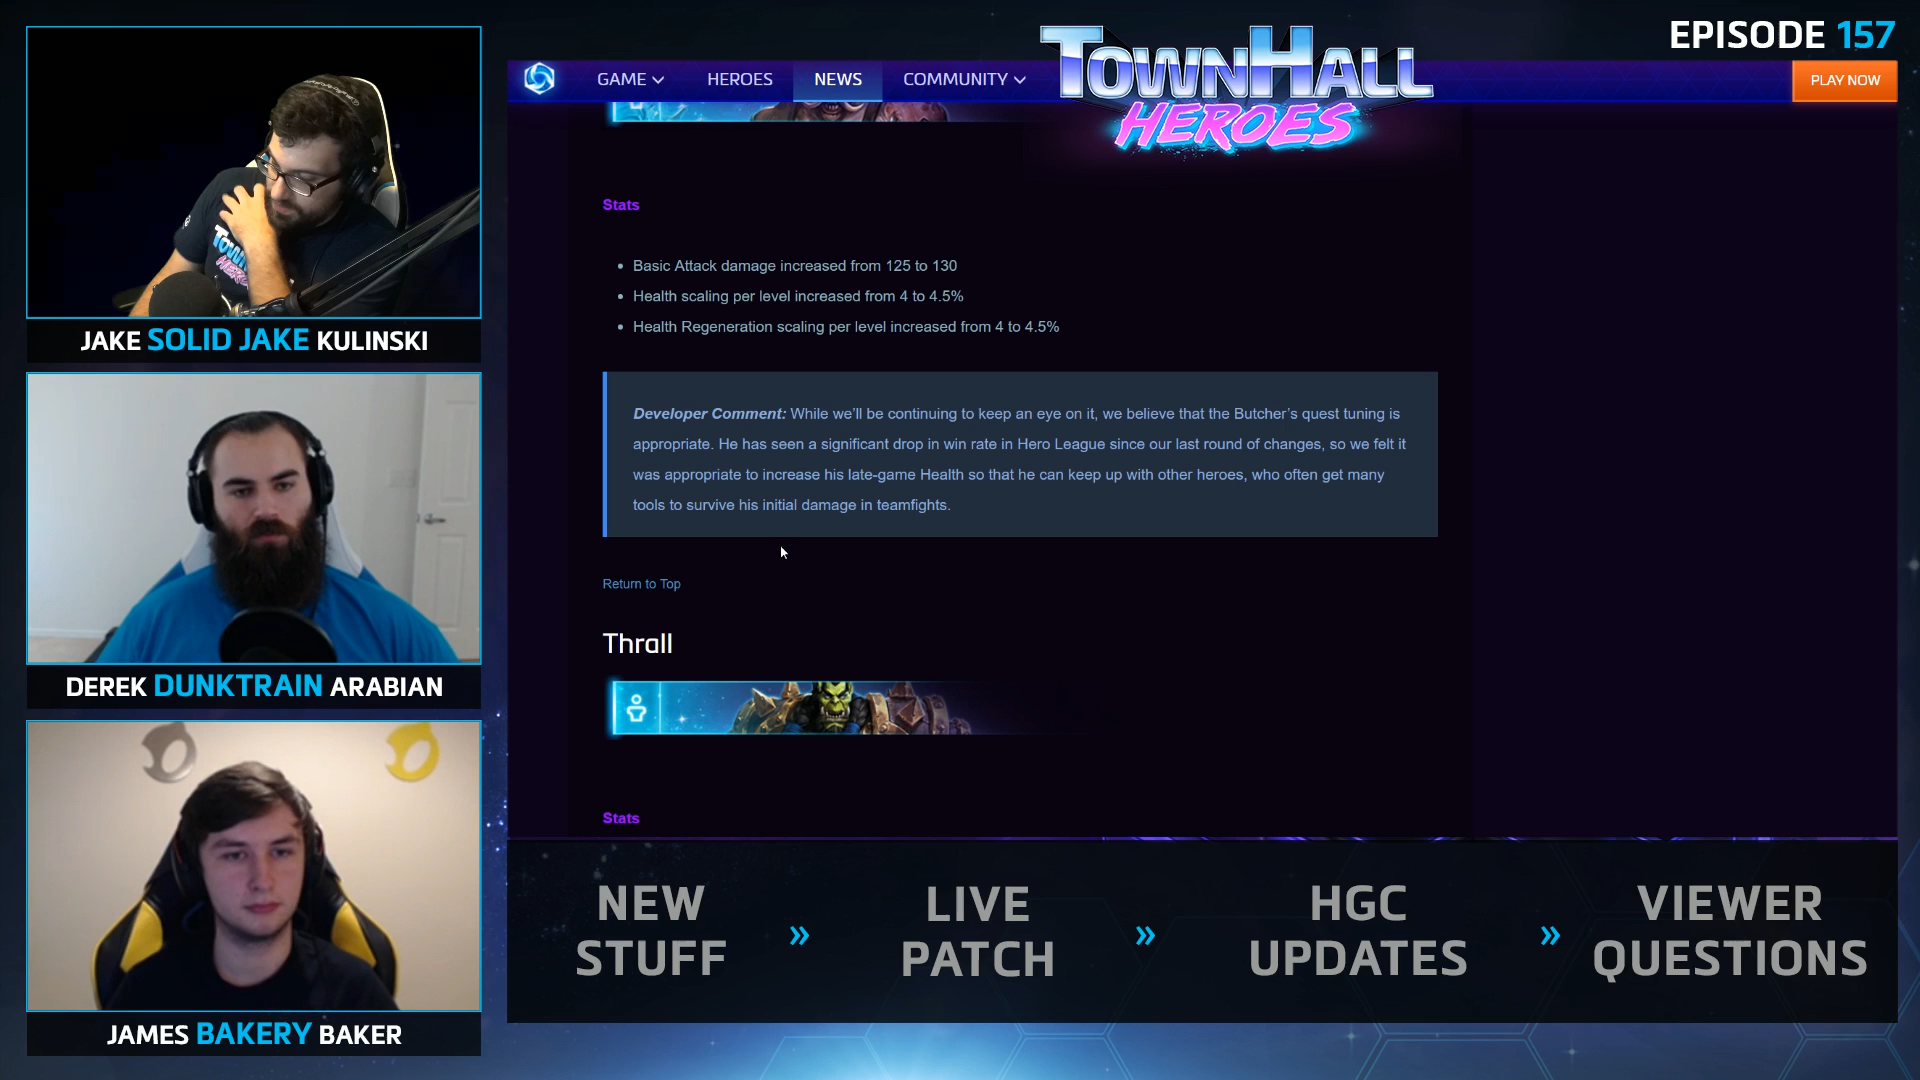 EPISODE 157
TOWNHALL
HEROES
GAME
HEROES
NEWS
COMMUNITY
PLAY NOW
JAKE SOLID JAKE KULINSKI
DEREK DUNKTRAIN ARABIAN
JAMES BAKERY BAKER
Stats
Basic Attack damage increased from 125 to 130
Health scaling per level increased from 4 to 4.5%
Health Regeneration scaling per level increased from 4 to 4.5%
Developer Comment: While we’ll be continuing to keep an eye on it, we believe that the Butcher’s quest tuning is
appropriate. He has seen a significant drop in win rate in Hero League since our last round of changes, so we felt it
was appropriate to increase his late-game Health so that he can keep up with other heroes, who often get many
tools to survive his initial damage in teamfights.
Return to Top
Thrall
Stats
NEW
STUFF
»
LIVE
PATCH
»
HGC
UPDATES
»
VIEWER
QUESTIONS